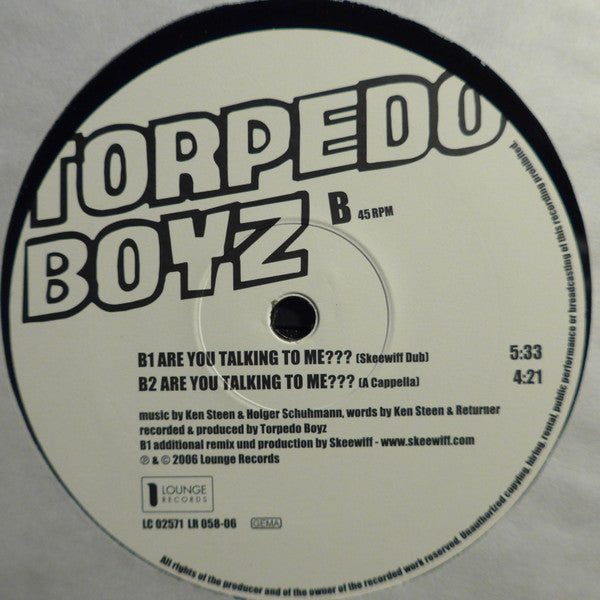 TORPEDO
BOYZ
B 45 RPM
B1 ARE YOU TALKING TO ME??? (Skeewiff Dub) 5:33
B2 ARE YOU TALKING TO ME??? (A Cappella) 4:21
music by Ken Steen & Holger Schuhmann, words by Ken Steen & Returner
recorded & produced by Torpedo Boyz
B1 additional remix und production by Skeewiff - www.skeewiff.com
℗ & © 2006 Lounge Records
LOUNGE
RECORDS
LC 02571 LR 058-06 GEMA
All rights of the producer and of the owner of the recorded work reserved. Unauthorized copying, hiring, rental, public performance or broadcasting of this recording prohibited.